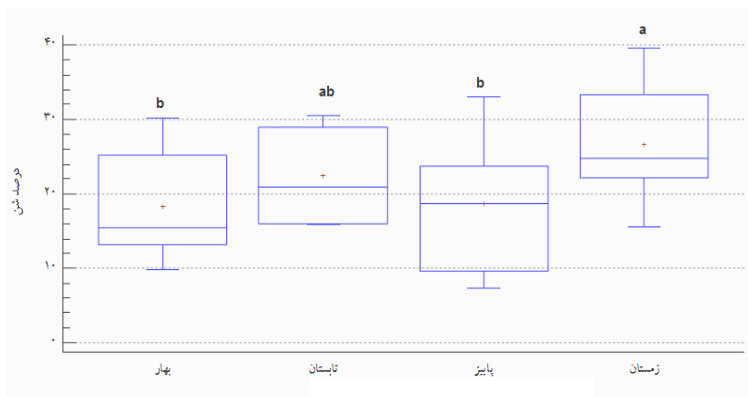 a
ab
b
b
۴۰
۳۰
۲۰
۱۰
۰
درصد شن
بهار
تابستان
پاییز
زمستان